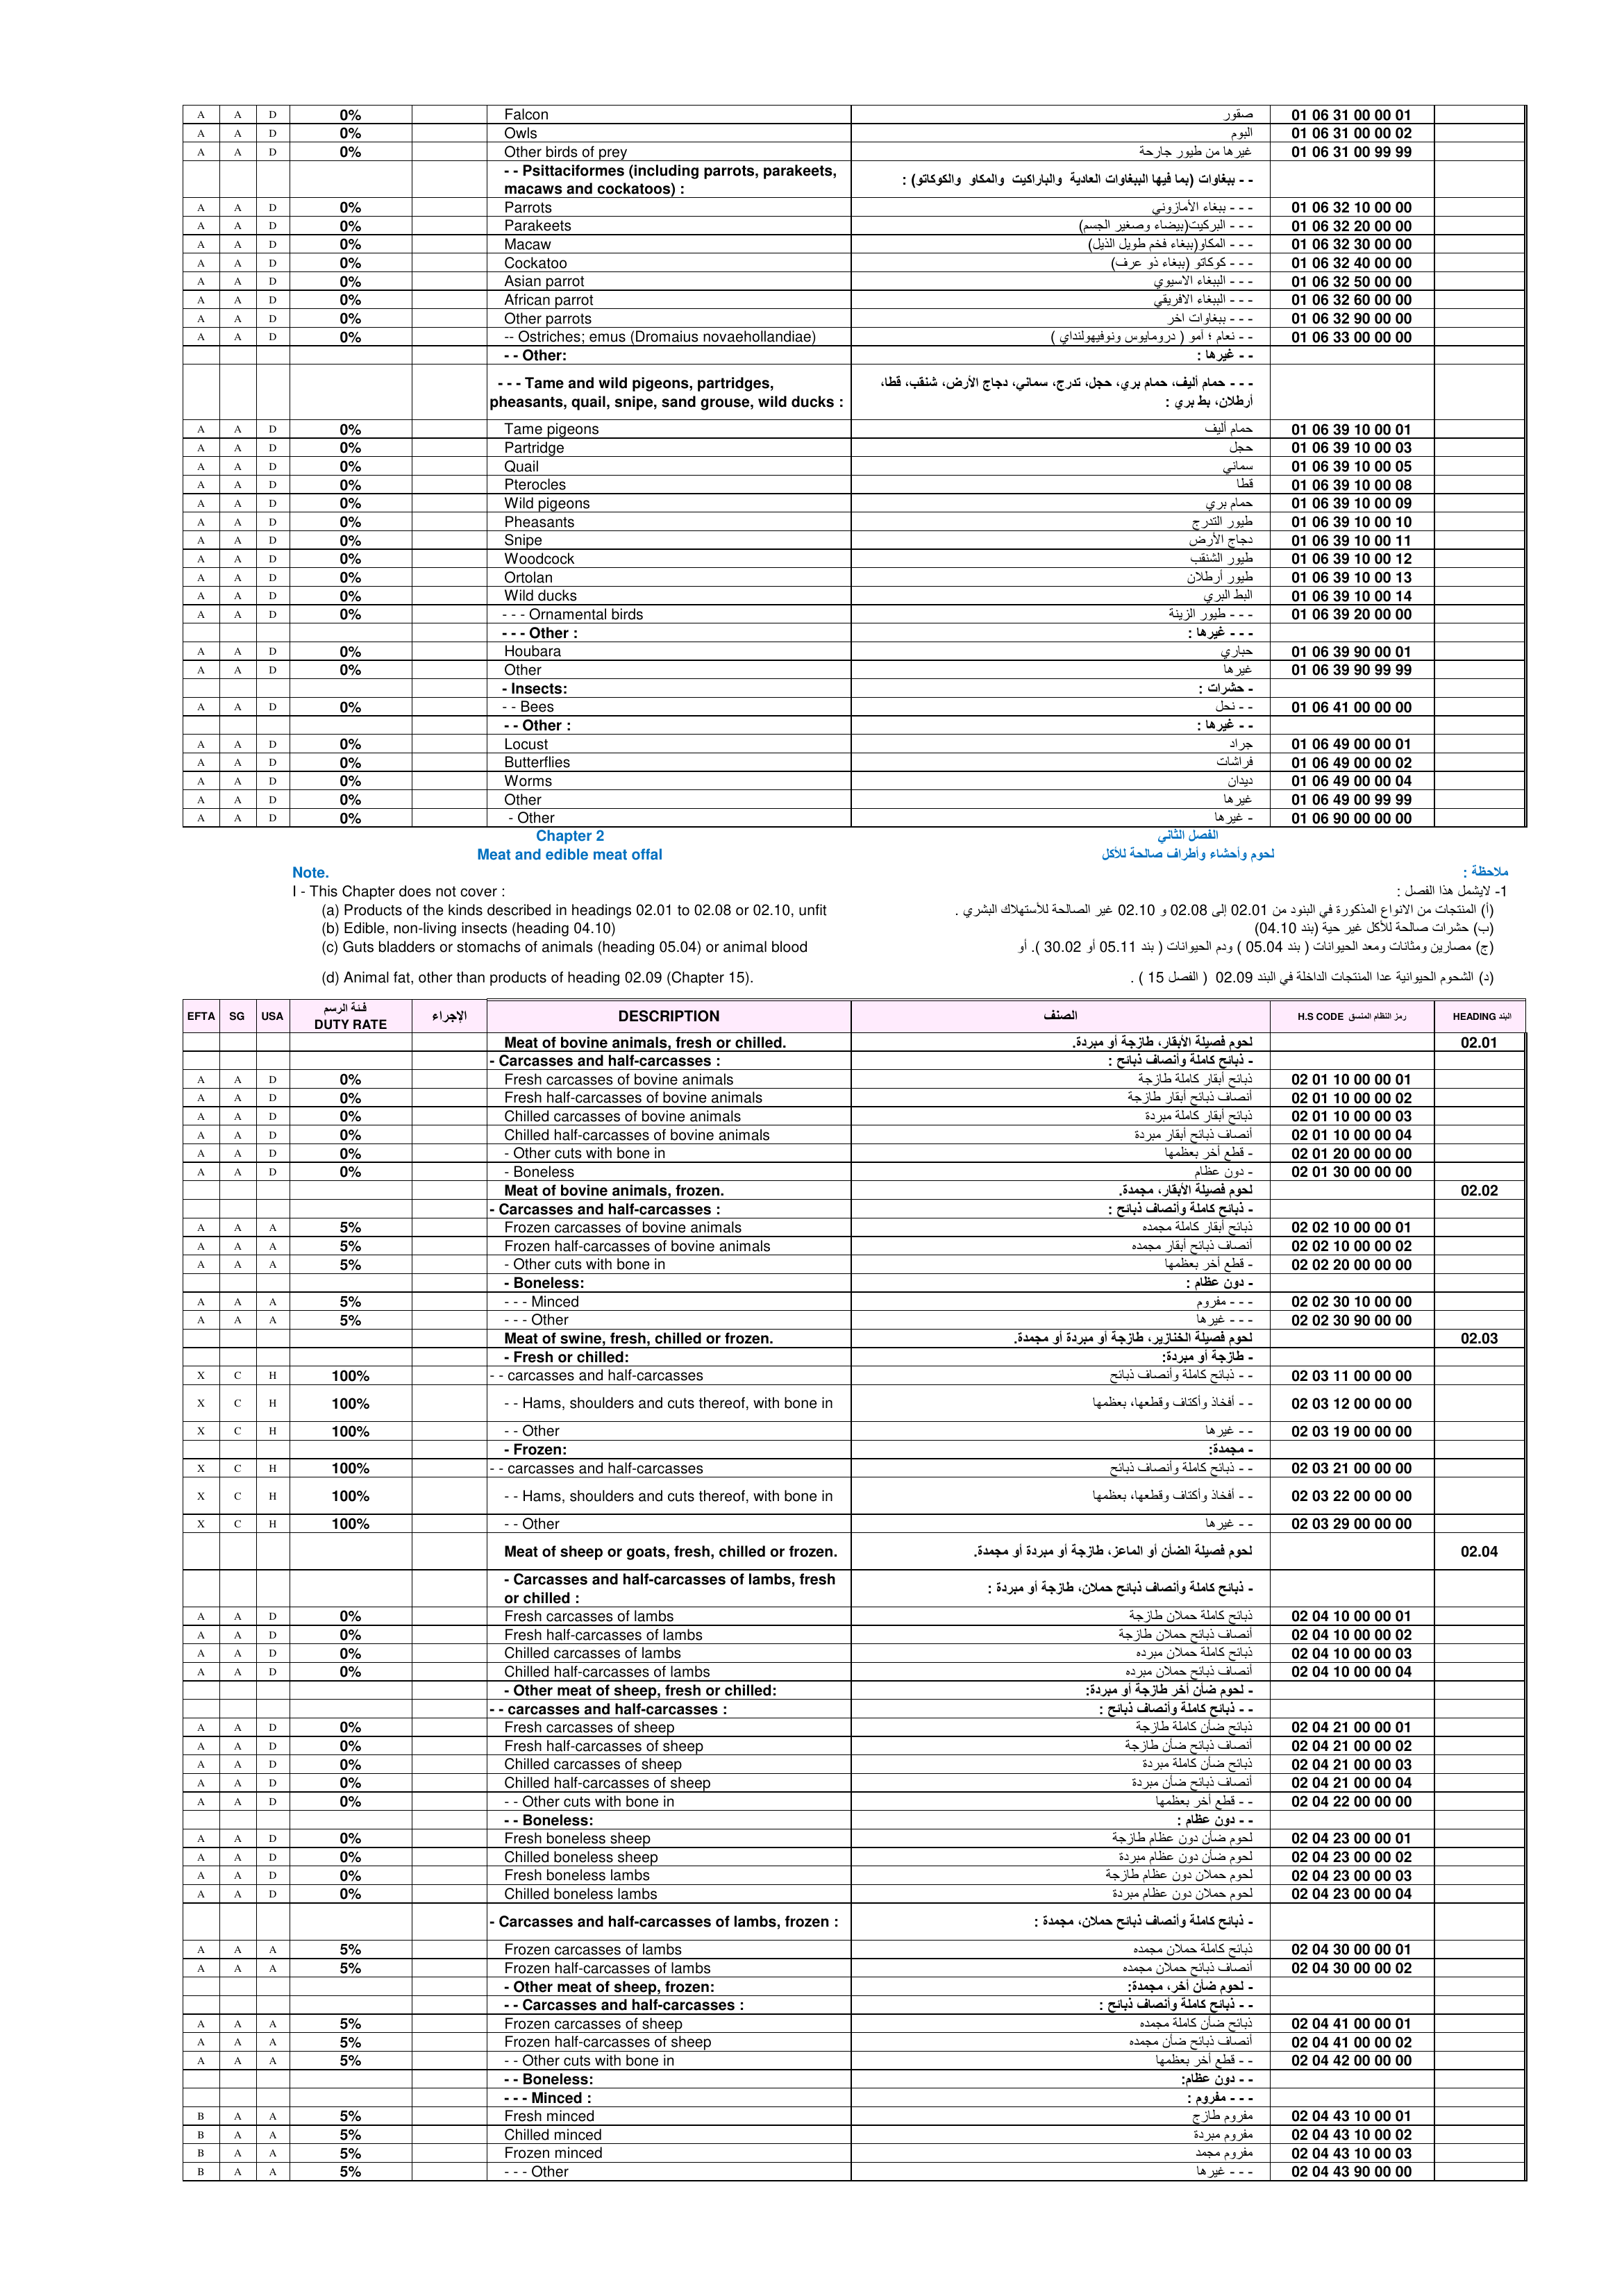 A A D 0% Falcon صقور 01 06 31 00 00 01
A A D 0% Owls البوم 01 06 31 00 00 02
A A D 0% Other birds of prey غيرها من طيور جارحة 01 06 31 00 99 99
- - Psittaciformes (including parrots, parakeets, macaws and cockatoos) : - - ببغاوات (بما فيها الببغاوات العادية والباراكيت والمكاو والكوكاتو) :
A A D 0% Parrots - - - ببغاء الأمازوني 01 06 32 10 00 00
A A D 0% Parakeets - - - البركيت(بيضاء وصغير الجسم) 01 06 32 20 00 00
A A D 0% Macaw - - - المكاو(ببغاء فخم طويل الذيل) 01 06 32 30 00 00
A A D 0% Cockatoo - - - كوكاتو (ببغاء ذو عرف) 01 06 32 40 00 00
A A D 0% Asian parrot - - - الببغاء الاسيوي 01 06 32 50 00 00
A A D 0% African parrot - - - الببغاء الافريقي 01 06 32 60 00 00
A A D 0% Other parrots - - - ببغاوات اخر 01 06 32 90 00 00
A A D 0% -- Ostriches; emus (Dromaius novaehollandiae) - - نعام ؛ أمو ( درومايوس ونوفيهولنداي ) 01 06 33 00 00 00
- - Other: - - غيرها :
- - - Tame and wild pigeons, partridges, pheasants, quail, snipe, sand grouse, wild ducks : - - - حمام أليف، حمام بري، حجل، تدرج، سماني، دجاج الأرض، شنقب، قطا، أرطلان، بط بري :
A A D 0% Tame pigeons حمام أليف 01 06 39 10 00 01
A A D 0% Partridge حجل 01 06 39 10 00 03
A A D 0% Quail سماني 01 06 39 10 00 05
A A D 0% Pterocles قطا 01 06 39 10 00 08
A A D 0% Wild pigeons حمام بري 01 06 39 10 00 09
A A D 0% Pheasants طيور التدرج 01 06 39 10 00 10
A A D 0% Snipe دجاج الأرض 01 06 39 10 00 11
A A D 0% Woodcock طيور الشنقب 01 06 39 10 00 12
A A D 0% Ortolan طيور أرطلان 01 06 39 10 00 13
A A D 0% Wild ducks البط البري 01 06 39 10 00 14
A A D 0% - - - Ornamental birds - - - طيور الزينة 01 06 39 20 00 00
- - - Other : - - - غيرها :
A A D 0% Houbara حباري 01 06 39 90 00 01
A A D 0% Other غيرها 01 06 39 90 99 99
- Insects: - حشرات :
A A D 0% - - Bees - - نحل 01 06 41 00 00 00
- - Other : - - غيرها :
A A D 0% Locust جراد 01 06 49 00 00 01
A A D 0% Butterflies فراشات 01 06 49 00 00 02
A A D 0% Worms ديدان 01 06 49 00 00 04
A A D 0% Other غيرها 01 06 49 00 99 99
A A D 0% - Other - غيرها 01 06 90 00 00 00
Chapter 2 الفصل الثاني
Meat and edible meat offal لحوم وأحشاء وأطراف صالحة للأكل
Note. ملاحظة :
I - This Chapter does not cover : 1- لايشمل هذا الفصل :
(a) Products of the kinds described in headings 02.01 to 02.08 or 02.10, unfit (أ) المنتجات من الانواع المذكورة في البنود من 02.01 إلى 02.08 و 02.10 غير الصالحة للأستهلاك البشري .
(b) Edible, non-living insects (heading 04.10) (ب) حشرات صالحة للأكل غير حية (بند 04.10)
(c) Guts bladders or stomachs of animals (heading 05.04) or animal blood (ج) مصارين ومثانات ومعد الحيوانات ( بند 05.04 ) ودم الحيوانات ( بند 05.11 أو 30.02 ). أو
(d) Animal fat, other than products of heading 02.09 (Chapter 15). (د) الشحوم الحيوانية عدا المنتجات الداخلة في البند 02.09 ( الفصل 15 ) .
EFTA SG USA فئة الرسم DUTY RATE الإجراء DESCRIPTION الصنف H.S CODE رمز النظام المنسق HEADING البند
Meat of bovine animals, fresh or chilled. لحوم فصيلة الأبقار، طازجة أو مبردة. 02.01
- Carcasses and half-carcasses : - ذبائح كاملة وأنصاف ذبائح :
A A D 0% Fresh carcasses of bovine animals ذبائح أبقار كاملة طازجة 02 01 10 00 00 01
A A D 0% Fresh half-carcasses of bovine animals أنصاف ذبائح أبقار طازجة 02 01 10 00 00 02
A A D 0% Chilled carcasses of bovine animals ذبائح أبقار كاملة مبردة 02 01 10 00 00 03
A A D 0% Chilled half-carcasses of bovine animals أنصاف ذبائح أبقار مبردة 02 01 10 00 00 04
A A D 0% - Other cuts with bone in - قطع أخر بعظمها 02 01 20 00 00 00
A A D 0% - Boneless - دون عظام 02 01 30 00 00 00
Meat of bovine animals, frozen. لحوم فصيلة الأبقار، مجمدة. 02.02
- Carcasses and half-carcasses : - ذبائح كاملة وأنصاف ذبائح :
A A A 5% Frozen carcasses of bovine animals ذبائح أبقار كاملة مجمده 02 02 10 00 00 01
A A A 5% Frozen half-carcasses of bovine animals أنصاف ذبائح أبقار مجمده 02 02 10 00 00 02
A A A 5% - Other cuts with bone in - قطع أخر بعظمها 02 02 20 00 00 00
- Boneless: - دون عظام :
A A A 5% - - - Minced - - - مفروم 02 02 30 10 00 00
A A A 5% - - - Other - - - غيرها 02 02 30 90 00 00
Meat of swine, fresh, chilled or frozen. لحوم فصيلة الخنازير، طازجة أو مبردة أو مجمدة. 02.03
- Fresh or chilled: - طازجة أو مبردة:
X C H 100% - - carcasses and half-carcasses - - ذبائح كاملة وأنصاف ذبائح 02 03 11 00 00 00
X C H 100% - - Hams, shoulders and cuts thereof, with bone in - - أفخاذ وأكتاف وقطعها، بعظمها 02 03 12 00 00 00
X C H 100% - - Other - - غيرها 02 03 19 00 00 00
- Frozen: - مجمدة:
X C H 100% - - carcasses and half-carcasses - - ذبائح كاملة وأنصاف ذبائح 02 03 21 00 00 00
X C H 100% - - Hams, shoulders and cuts thereof, with bone in - - أفخاذ وأكتاف وقطعها، بعظمها 02 03 22 00 00 00
X C H 100% - - Other - - غيرها 02 03 29 00 00 00
Meat of sheep or goats, fresh, chilled or frozen. لحوم فصيلة الضأن أو الماعز، طازجة أو مبردة أو مجمدة. 02.04
- Carcasses and half-carcasses of lambs, fresh or chilled : - ذبائح كاملة وأنصاف ذبائح حملان، طازجة أو مبردة :
A A D 0% Fresh carcasses of lambs ذبائح كاملة حملان طازجة 02 04 10 00 00 01
A A D 0% Fresh half-carcasses of lambs أنصاف ذبائح حملان طازجة 02 04 10 00 00 02
A A D 0% Chilled carcasses of lambs ذبائح كاملة حملان مبرده 02 04 10 00 00 03
A A D 0% Chilled half-carcasses of lambs أنصاف ذبائح حملان مبرده 02 04 10 00 00 04
- Other meat of sheep, fresh or chilled: - لحوم ضأن أخر طازجة أو مبردة:
- - carcasses and half-carcasses : - - ذبائح كاملة وأنصاف ذبائح :
A A D 0% Fresh carcasses of sheep ذبائح ضأن كاملة طازجة 02 04 21 00 00 01
A A D 0% Fresh half-carcasses of sheep أنصاف ذبائح ضأن طازجة 02 04 21 00 00 02
A A D 0% Chilled carcasses of sheep ذبائح ضأن كاملة مبردة 02 04 21 00 00 03
A A D 0% Chilled half-carcasses of sheep أنصاف ذبائح ضأن مبردة 02 04 21 00 00 04
A A D 0% - - Other cuts with bone in - - قطع أخر بعظمها 02 04 22 00 00 00
- - Boneless: - - دون عظام :
A A D 0% Fresh boneless sheep لحوم ضأن دون عظام طازجة 02 04 23 00 00 01
A A D 0% Chilled boneless sheep لحوم ضأن دون عظام مبردة 02 04 23 00 00 02
A A D 0% Fresh boneless lambs لحوم حملان دون عظام طازجة 02 04 23 00 00 03
A A D 0% Chilled boneless lambs لحوم حملان دون عظام مبردة 02 04 23 00 00 04
- Carcasses and half-carcasses of lambs, frozen : - ذبائح كاملة وأنصاف ذبائح حملان، مجمدة :
A A A 5% Frozen carcasses of lambs ذبائح كاملة حملان مجمده 02 04 30 00 00 01
A A A 5% Frozen half-carcasses of lambs أنصاف ذبائح حملان مجمده 02 04 30 00 00 02
- Other meat of sheep, frozen: - لحوم ضأن أخر، مجمدة:
- - Carcasses and half-carcasses : - - ذبائح كاملة وأنصاف ذبائح :
A A A 5% Frozen carcasses of sheep ذبائح ضأن كاملة مجمده 02 04 41 00 00 01
A A A 5% Frozen half-carcasses of sheep أنصاف ذبائح ضأن مجمده 02 04 41 00 00 02
A A A 5% - - Other cuts with bone in - - قطع أخر بعظمها 02 04 42 00 00 00
- - Boneless: - - دون عظام:
- - - Minced : - - - مفروم :
B A A 5% Fresh minced مفروم طازج 02 04 43 10 00 01
B A A 5% Chilled minced مفروم مبردة 02 04 43 10 00 02
B A A 5% Frozen minced مفروم مجمد 02 04 43 10 00 03
B A A 5% - - - Other - - - غيرها 02 04 43 90 00 00